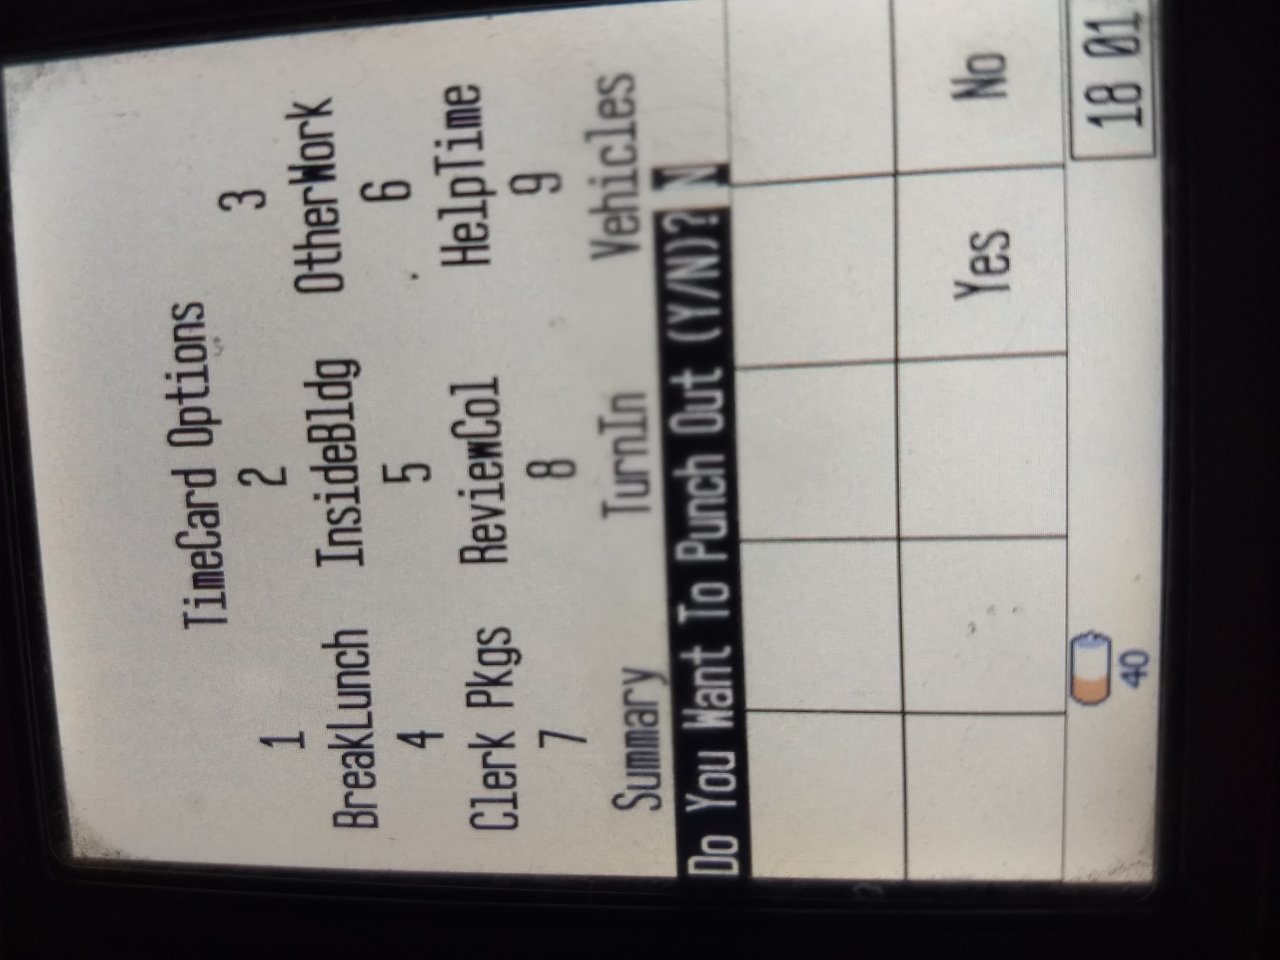 TimeCard Options
1 2 3
BreakLunch InsideBldg OtherWork
4 5 6
Clerk Pkgs ReviewCol HelpTime
7 8 9
Summary TurnIn Vehicles
Do You Want To Punch Out (Y/N)? N
Yes No
40 18 01